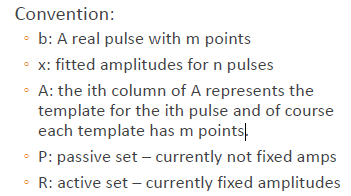 Convention:
◦ b: A real pulse with m points
◦ x: fitted amplitudes for n pulses
◦ A: the ith column of A represents the
template for the ith pulse and of course
each template has m points.
◦ P: passive set – currently not fixed amps
◦ R: active set – currently fixed amplitudes